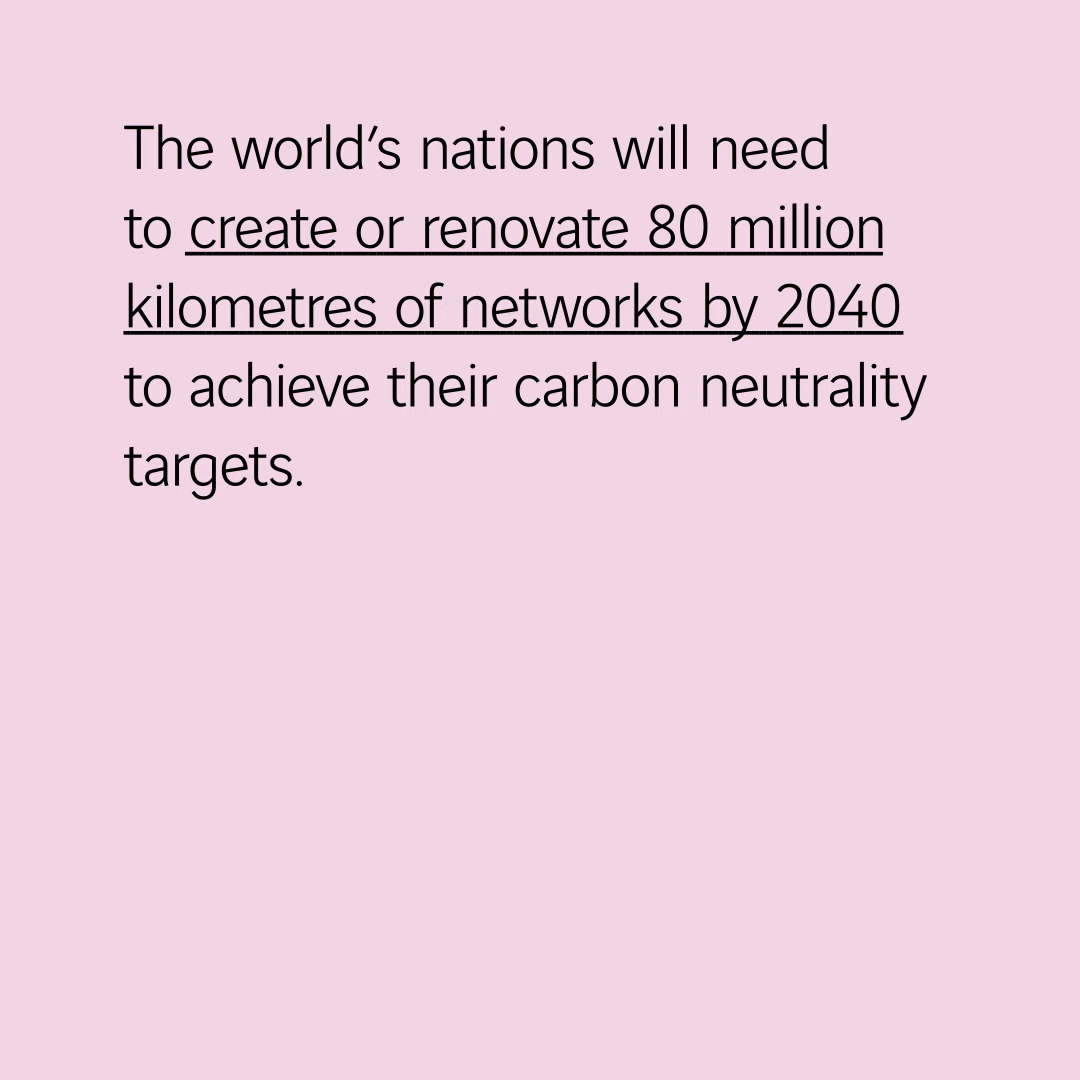 The world’s nations will need
to create or renovate 80 million
kilometres of networks by 2040
to achieve their carbon neutrality
targets.